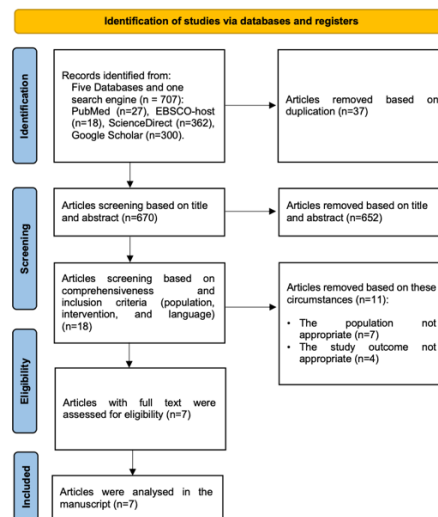 Identification of studies via databases and registers
Identification
Records identified from:
Five Databases and one
search engine (n = 707):
PubMed (n=27), EBSCO-host
(n=18), ScienceDirect (n=362),
Google Scholar (n=300).
Articles removed based on
duplication (n=37)
Screening
Articles screening based on title
and abstract (n=670)
Articles removed based on title
and abstract (n=652)
Articles screening based on
comprehensiveness and
inclusion criteria (population,
intervention, and language)
(n=18)
Articles removed based on these
circumstances (n=11):
• The population not
appropriate (n=7)
• The study outcome not
appropriate (n=4)
Eligibility
Articles with full text were
assessed for eligibility (n=7)
Included
Articles were analysed in the
manuscript (n=7)